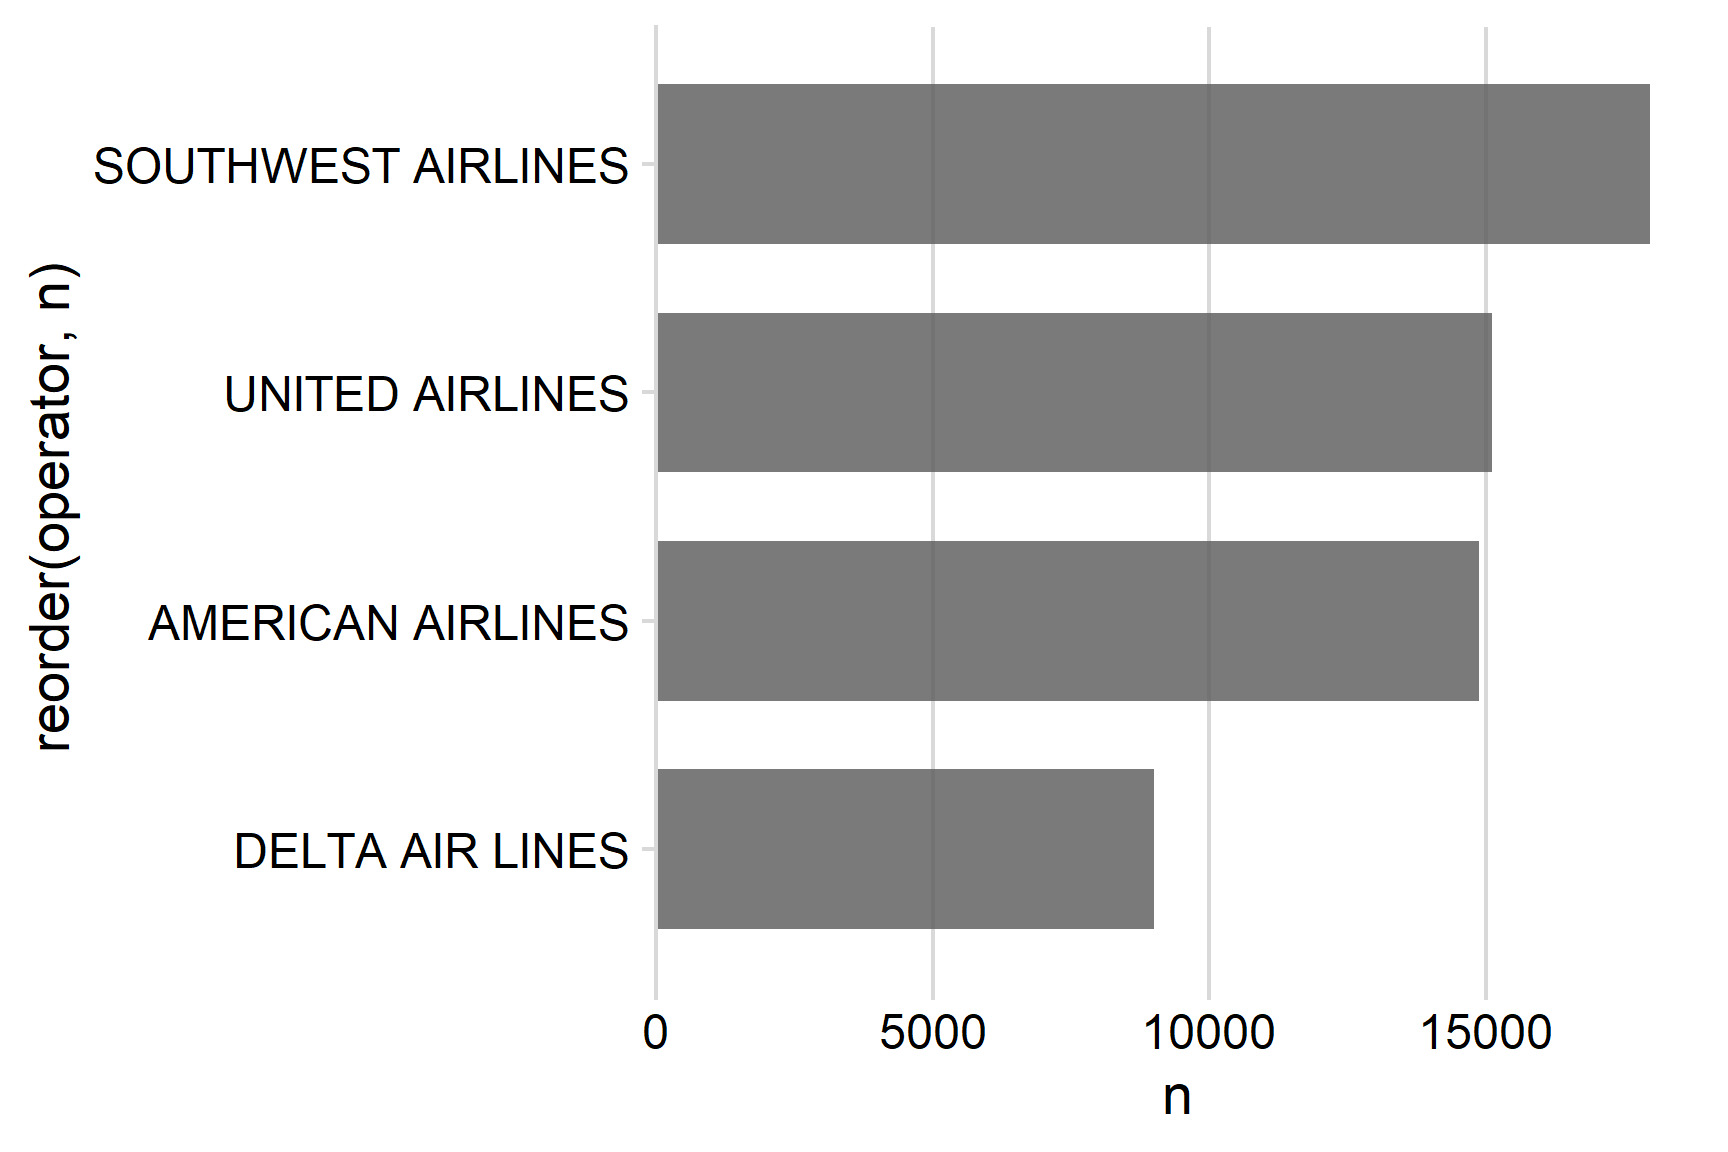 reorder(operator, n)
SOUTHWEST AIRLINES
UNITED AIRLINES
AMERICAN AIRLINES
DELTA AIR LINES
0 5000 10000 15000
n